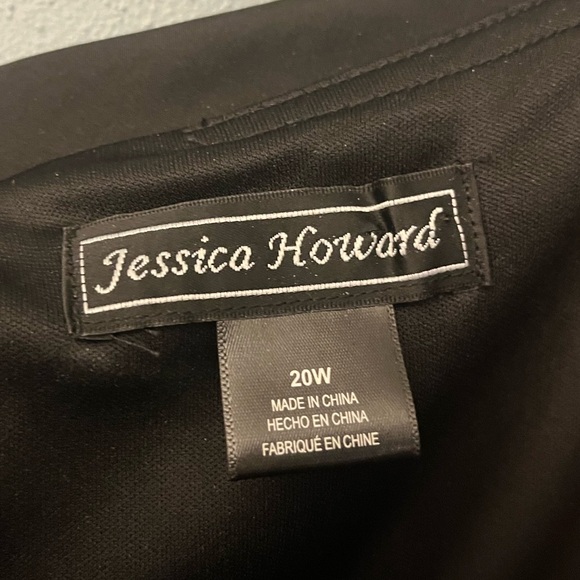 Jessica Howard
20W
MADE IN CHINA
HECHO EN CHINA
FABRIQUÉ EN CHINE